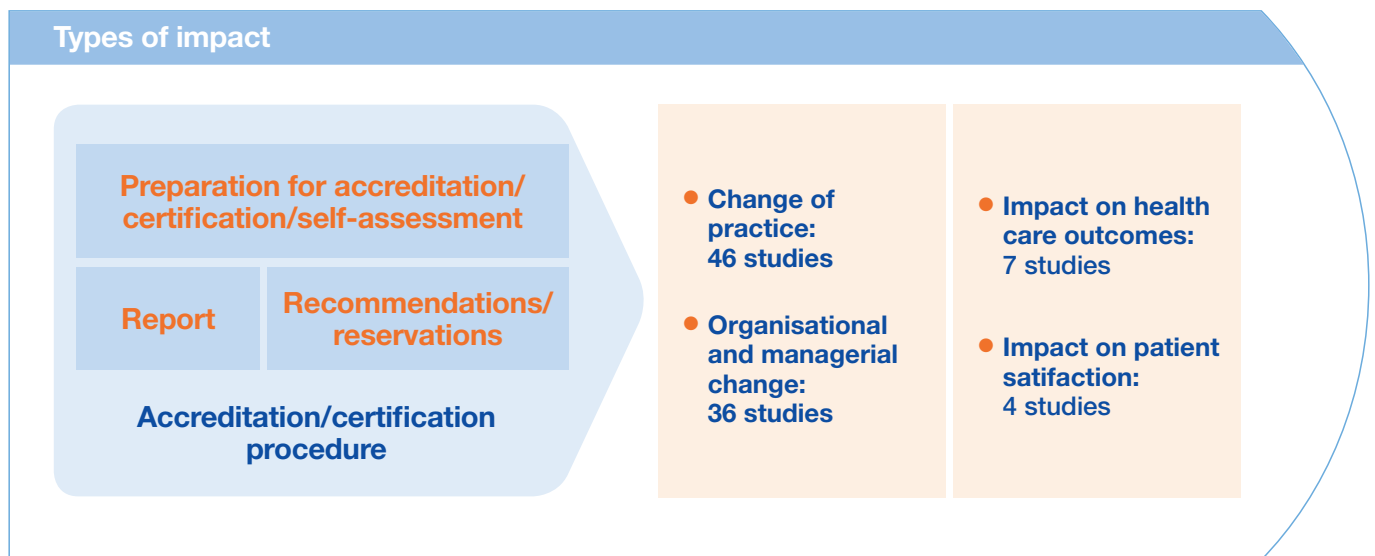 Types of impact
Preparation for accreditation/
certification/self-assessment
Report
Recommendations/
reservations
Accreditation/certification
procedure
• Change of
practice:
46 studies
• Organisational
and managerial
change:
36 studies
• Impact on health
care outcomes:
7 studies
• Impact on patient
satifaction:
4 studies